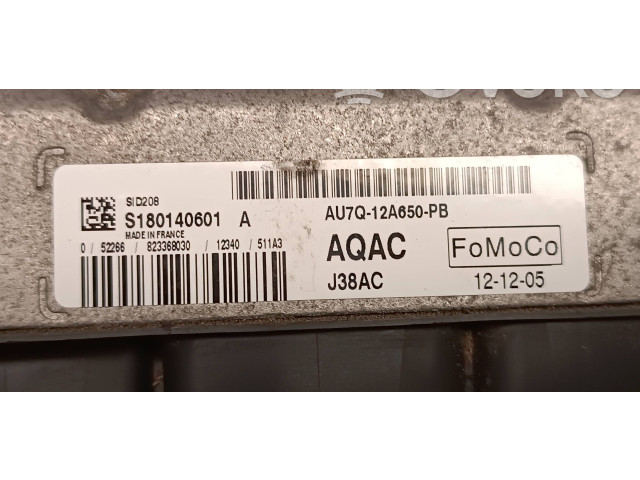 SID208
S180140601 A
MADE IN FRANCE
0 / 52266 / 823368030 / 12340 / 511A3
AU7Q-12A650-PB
AQAC
FoMoCo
J38AC
12-12-05